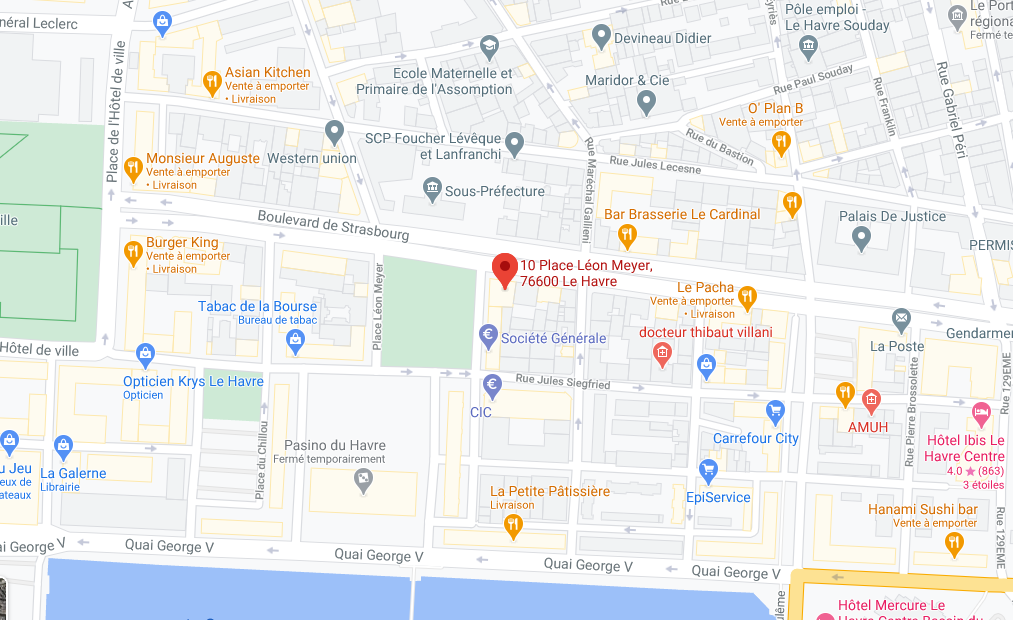 néral Leclerc
Place de l'Hôtel de ville
Asian Kitchen
Vente à emporter
• Livraison
Ecole Maternelle et
Primaire de l'Assomption
Devineau Didier
Pôle emploi -
Le Havre Souday
Le Port
régiona
Fermé te
Maridor & Cie
Rue Paul Souday
Rue Franklin
Rue Gabriel Péri
O' Plan B
Vente à emporter
Rue du Bastion
Western union
SCP Foucher Lévêque
et Lanfranchi
Rue Maréchal Gallieni
Rue Jules Lecesne
Monsieur Auguste
Vente à emporter
• Livraison
Sous-Préfecture
ville
Boulevard de Strasbourg
Bar Brasserie Le Cardinal
Palais De Justice
PERMIS
Burger King
Vente à emporter
• Livraison
10 Place Léon Meyer,
76600 Le Havre
Place Léon Meyer
Le Pacha
Vente à emporter
• Livraison
Tabac de la Bourse
Bureau de tabac
Société Générale
docteur thibaut villani
La Poste
Gendarmer
Hôtel de ville
Opticien Krys Le Havre
Opticien
Rue Jules Siegfried
CIC
Rue 129EME
Rue Pierre Brossolette
AMUH
Carrefour City
Hôtel Ibis Le
Havre Centre
4.0 ★ (863)
3 étoiles
Place du Chillou
Pasino du Havre
Fermé temporairement
u Jeu
eux de
ateaux
La Galerne
Librairie
EpiService
La Petite Pâtissière
Livraison
Hanami Sushi bar
Vente à emporter
Rue 129EME
ai George V
Quai George V
Quai George V
Quai George V
Quai George V
Hôtel Mercure Le
Havre Centre Bassin du